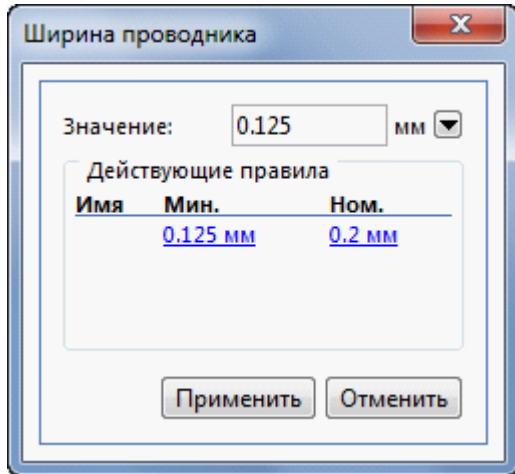 Ширина проводника
Значение: 0.125 мм
Действующие правила
Имя Мин. Ном.
0.125 мм 0.2 мм
Применить Отменить